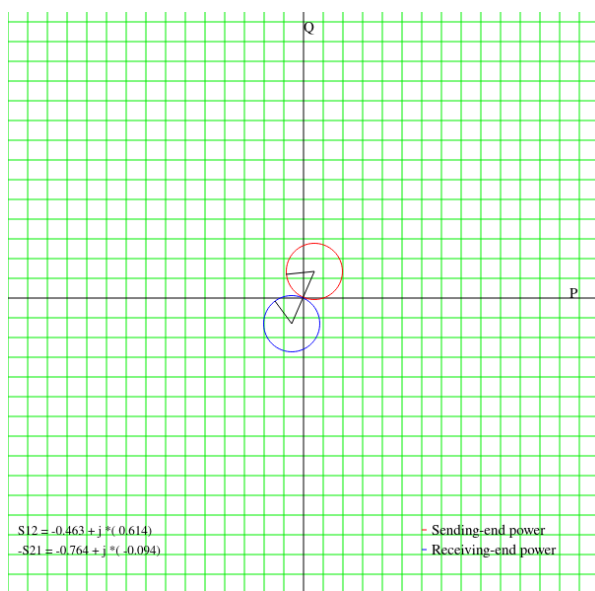 Q
P
S12 = -0.463 + j *( 0.614)
-S21 = -0.764 + j *( -0.094)
Sending-end power
Receiving-end power